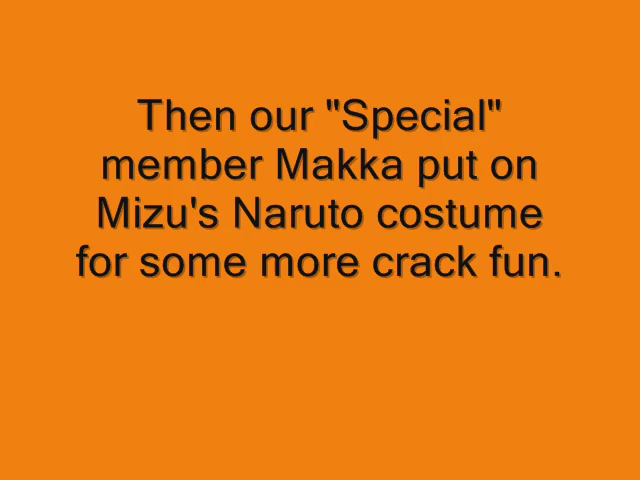 Then our "Special"
member Makka put on
Mizu's Naruto costume
for some more crack fun.